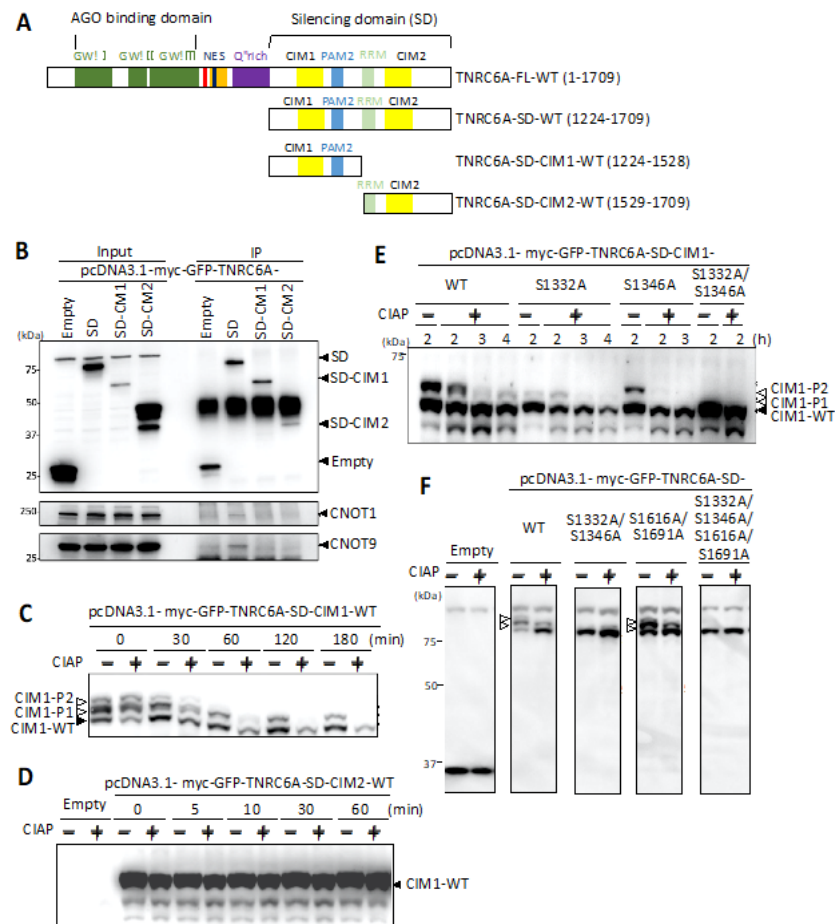 A
AGO binding domain
Silencing domain (SD)
GW! I GW! II GW! III NES Q"rich CIM1 PAM2 RRM CIM2
TNRC6A-FL-WT (1-1709)
CIM1 PAM2 RRM CIM2
TNRC6A-SD-WT (1224-1709)
CIM1 PAM2
TNRC6A-SD-CIM1-WT (1224-1528)
RRM CIM2
TNRC6A-SD-CIM2-WT (1529-1709)
B
Input IP
pcDNA3.1-myc-GFP-TNRC6A-
Empty SD SD-CM1 SD-CM2 Empty SD SD-CM1 SD-CM2
(kDa)
75
50
37
25
SD
SD-CIM1
SD-CIM2
Empty
250
CNOT1
25
CNOT9
C
pcDNA3.1- myc-GFP-TNRC6A-SD-CIM1-WT
0 30 60 120 180 (min)
CIAP - + - + - + - + - +
CIM1-P2
CIM1-P1
CIM1-WT
D
pcDNA3.1- myc-GFP-TNRC6A-SD-CIM2-WT
Empty 0 5 10 30 60 (min)
CIAP - + - + - + - + - + - +
CIM1-WT
E
pcDNA3.1- myc-GFP-TNRC6A-SD-CIM1-
WT S1332A S1346A S1332A/
S1346A
CIAP - + - + - + - +
2 2 3 4 2 2 3 4 2 2 3 2 2 (h)
75
50
CIM1-P2
CIM1-P1
CIM1-WT
F
pcDNA3.1- myc-GFP-TNRC6A-SD-
Empty
WT
S1332A/
S1346A
S1616A/
S1691A
S1332A/
S1346A/
S1616A/
S1691A
CIAP - + - + - + - + - +
(kDa)
75
50
37